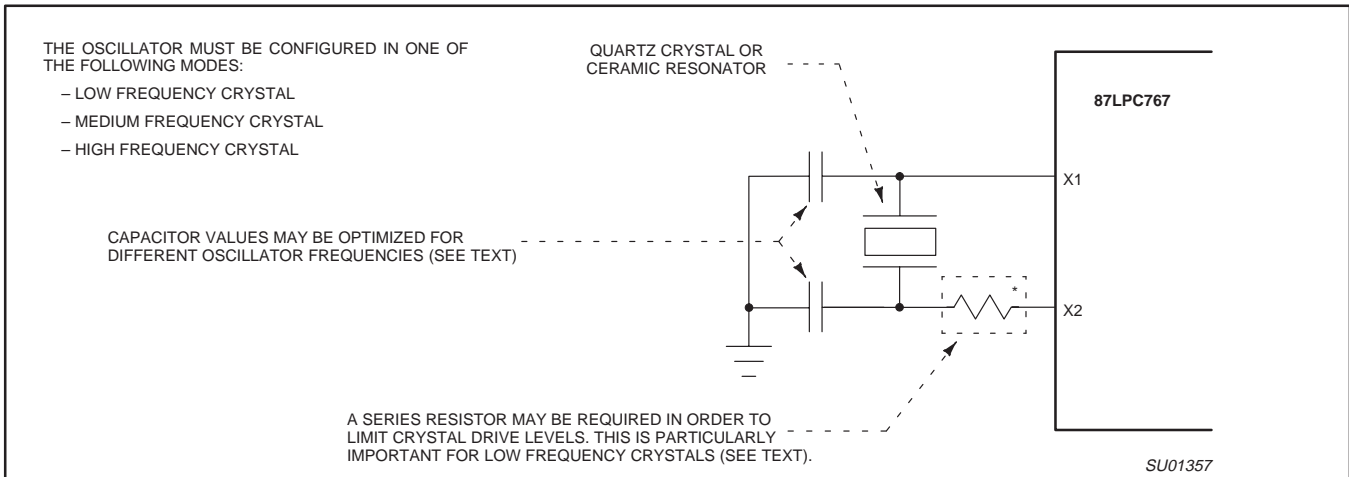 THE OSCILLATOR MUST BE CONFIGURED IN ONE OF
THE FOLLOWING MODES:
– LOW FREQUENCY CRYSTAL
– MEDIUM FREQUENCY CRYSTAL
– HIGH FREQUENCY CRYSTAL
QUARTZ CRYSTAL OR
CERAMIC RESONATOR
87LPC767
X1
CAPACITOR VALUES MAY BE OPTIMIZED FOR
DIFFERENT OSCILLATOR FREQUENCIES (SEE TEXT)
*
X2
A SERIES RESISTOR MAY BE REQUIRED IN ORDER TO
LIMIT CRYSTAL DRIVE LEVELS. THIS IS PARTICULARLY
IMPORTANT FOR LOW FREQUENCY CRYSTALS (SEE TEXT).
SU01357